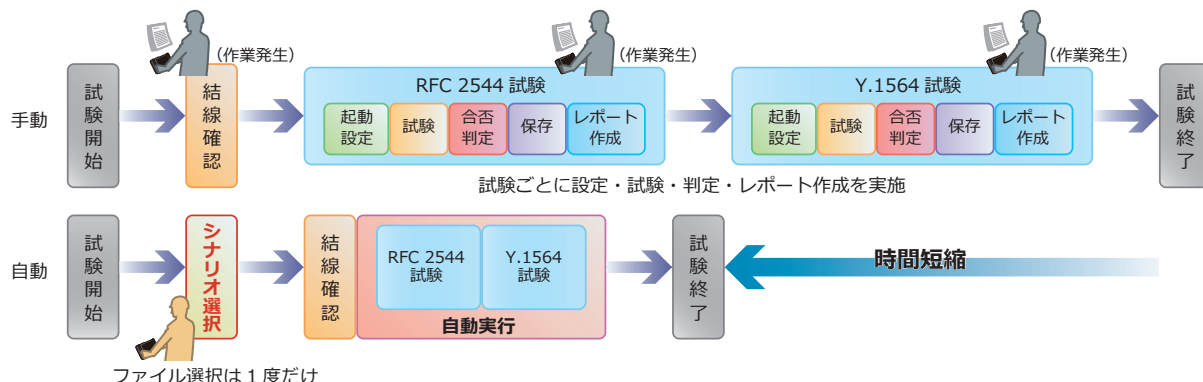 （作業発生）
（作業発生）
（作業発生）
手動
試験開始
結線確認
RFC 2544 試験
起動
設定
試験
合否
判定
保存
レポート
作成
Y.1564 試験
起動
設定
試験
合否
判定
保存
レポート
作成
試験終了
試験ごとに設定・試験・判定・レポート作成を実施
自動
試験開始
シナリオ選択
結線確認
RFC 2544
試験
Y.1564
試験
自動実行
試験終了
時間短縮
ファイル選択は 1 度だけ